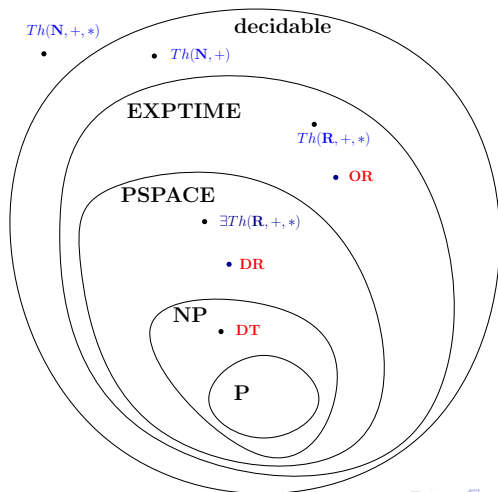 decidable
Th(N, +, *)
Th(N, +)
EXPTIME
Th(R, +, *)
OR
PSPACE
∃Th(R, +, *)
DR
NP
DT
P